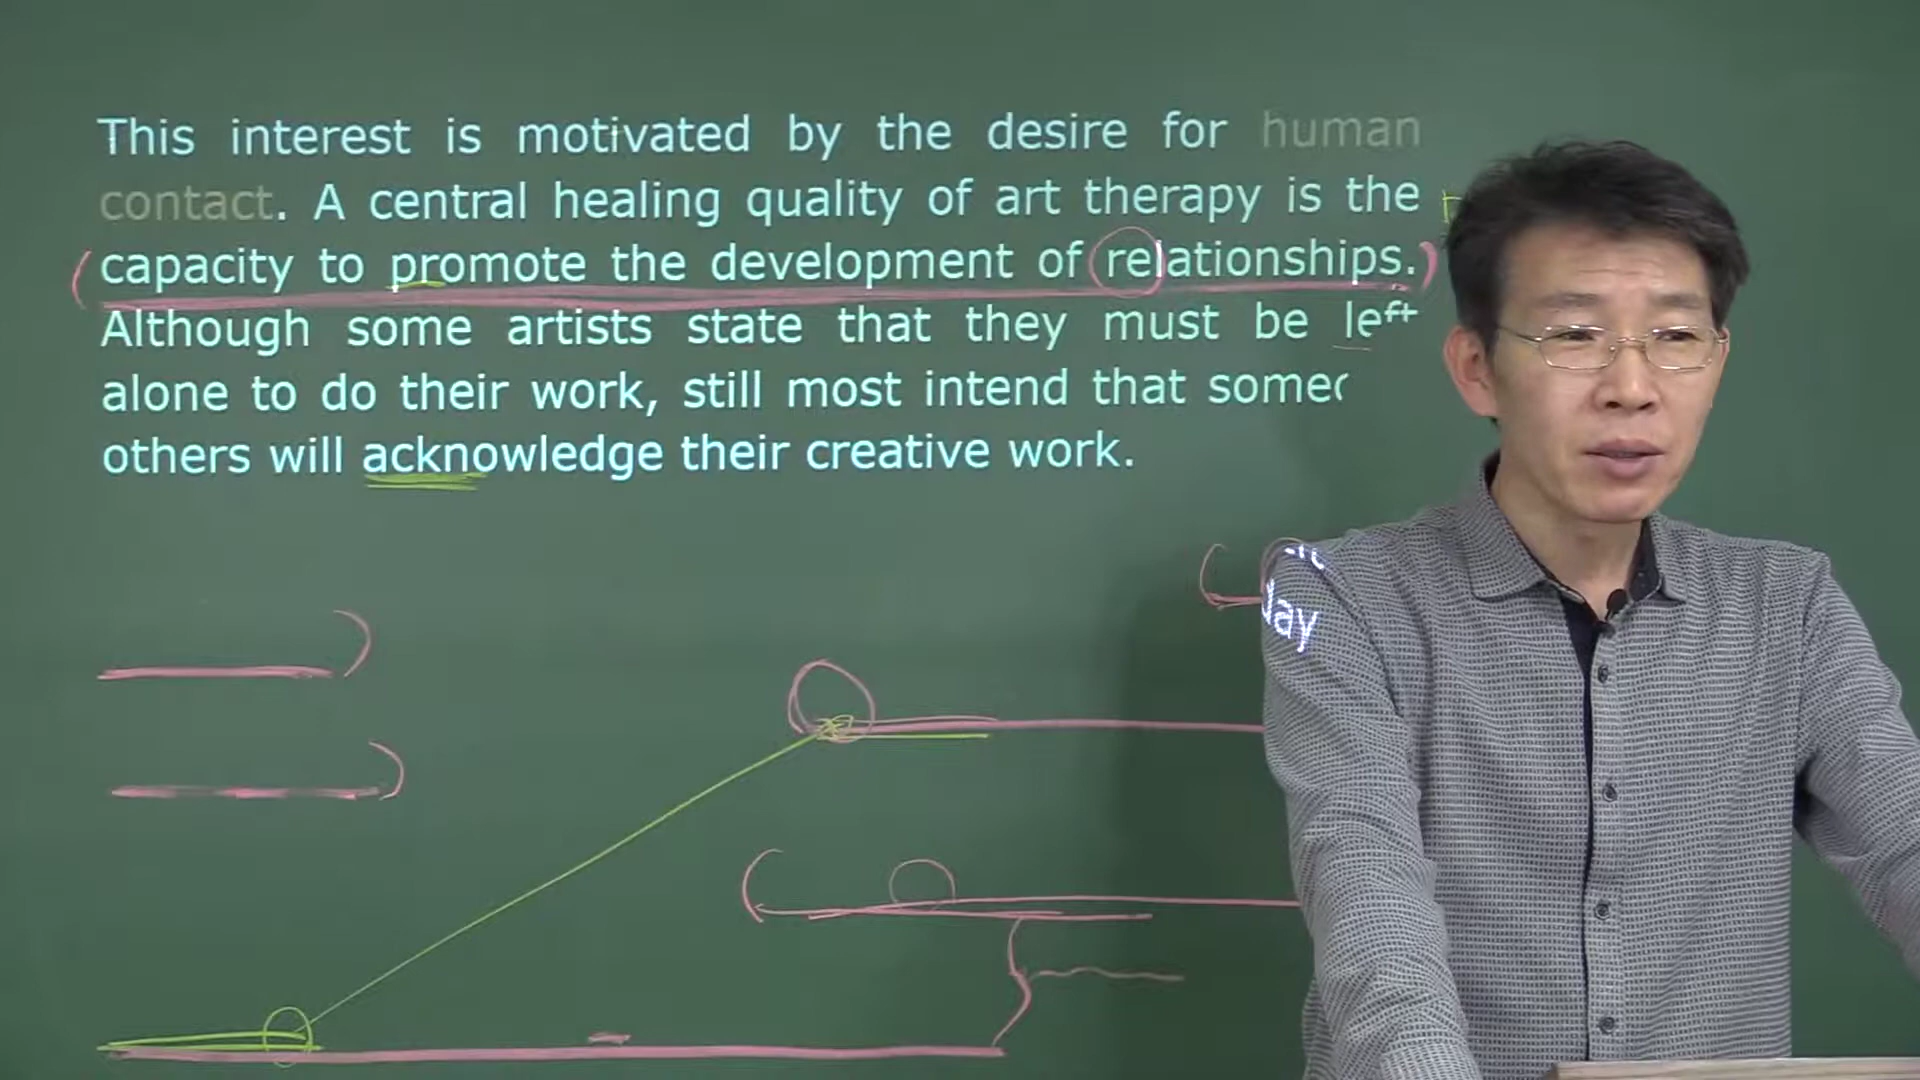 This interest is motivated by the desire for human
contact. A central healing quality of art therapy is the
capacity to promote the development of relationships.
Although some artists state that they must be left
alone to do their work, still most intend that
others will acknowledge their creative work.